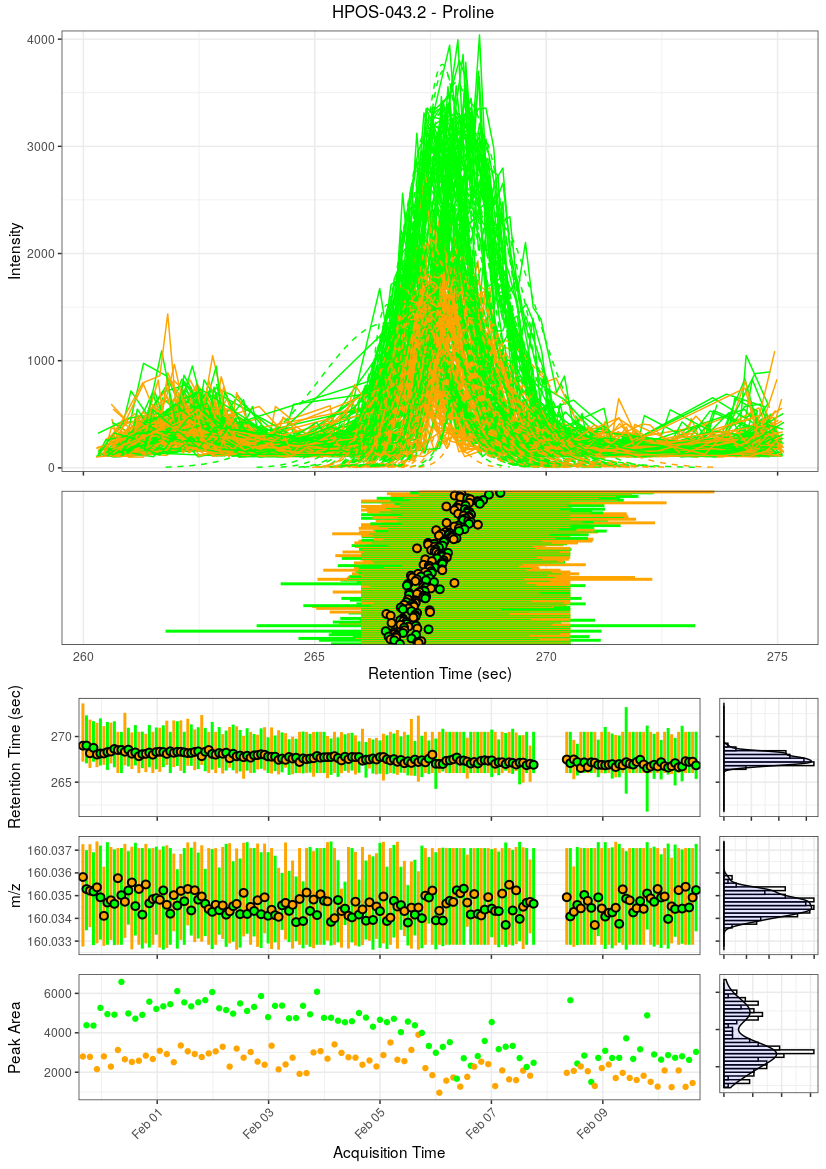 HPOS-043.2 - Proline
4000
3000
2000
1000
0
Intensity
260
265
270
275
Retention Time (sec)
Retention Time (sec)
270
265
m/z
160.037
160.036
160.035
160.034
160.033
Peak Area
6000
4000
2000
Feb 01
Feb 03
Feb 05
Feb 07
Feb 09
Acquisition Time